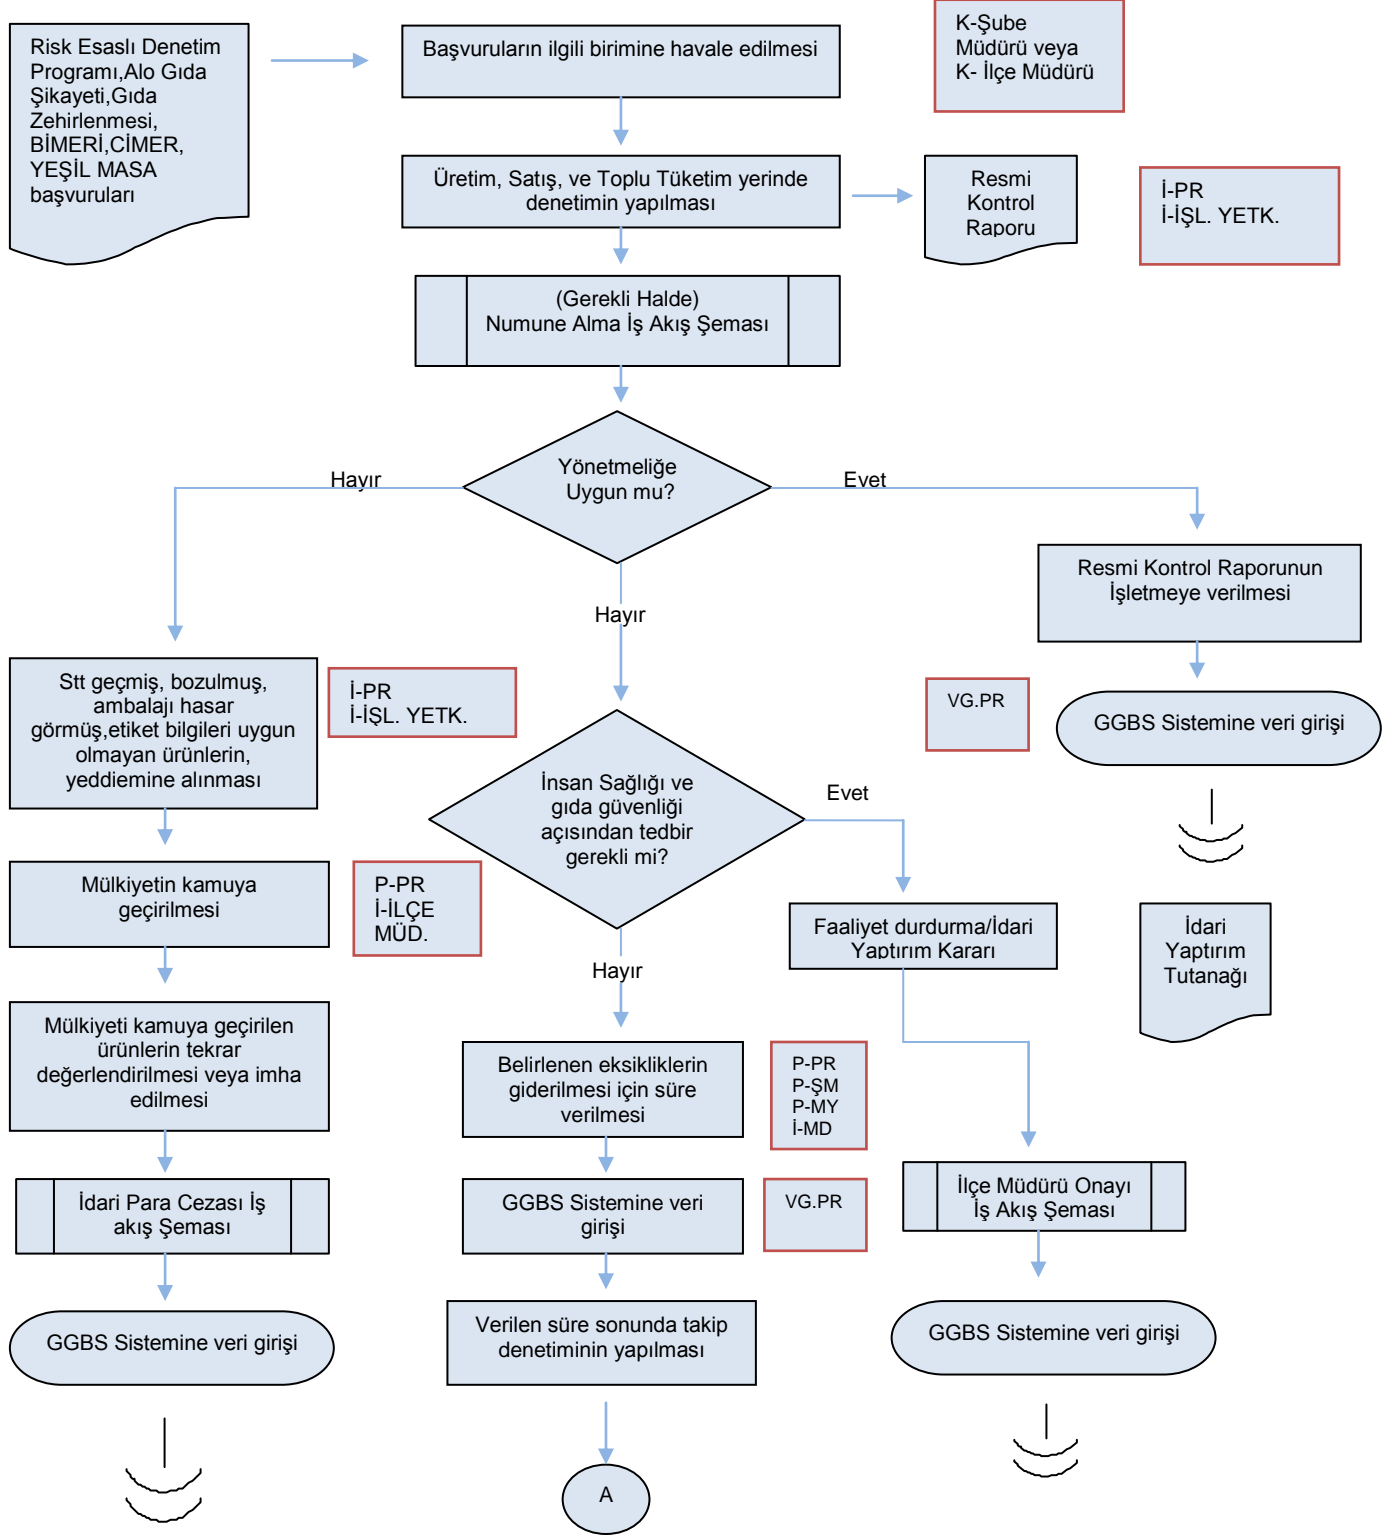 Risk Esaslı Denetim
Programı,Alo Gıda
Şikayeti,Gıda
Zehirlenmesi,
BİMERİ,CİMER,
YEŞİL MASA
başvuruları
Başvuruların ilgili birimine havale edilmesi
K-Şube
Müdürü veya
K- İlçe Müdürü
Üretim, Satış, ve Toplu Tüketim yerinde
denetimin yapılması
Resmi
Kontrol
Raporu
İ-PR
İ-İŞL. YETK.
(Gerekli Halde)
Numune Alma İş Akış Şeması
Yönetmeliğe
Uygun mu?
Hayır
Evet
Hayır
Resmi Kontrol Raporunun
İşletmeye verilmesi
VG.PR
GGBS Sistemine veri girişi
Stt geçmiş, bozulmuş,
ambalajı hasar
görmüş,etiket bilgileri uygun
olmayan ürünlerin,
yeddiemine alınması
İ-PR
İ-İŞL. YETK.
İnsan Sağlığı ve
gıda güvenliği
açısından tedbir
gerekli mi?
Evet
Hayır
Mülkiyetin kamuya
geçirilmesi
P-PR
İ-İLÇE
MÜD.
Faaliyet durdurma/İdari
Yaptırım Kararı
İdari
Yaptırım
Tutanağı
Mülkiyeti kamuya geçirilen
ürünlerin tekrar
değerlendirilmesi veya imha
edilmesi
Belirlenen eksikliklerin
giderilmesi için süre
verilmesi
P-PR
P-ŞM
P-MY
İ-MD
İdari Para Cezası İş
akış Şeması
GGBS Sistemine veri
girişi
VG.PR
İlçe Müdürü Onayı
İş Akış Şeması
GGBS Sistemine veri girişi
Verilen süre sonunda takip
denetiminin yapılması
GGBS Sistemine veri girişi
A